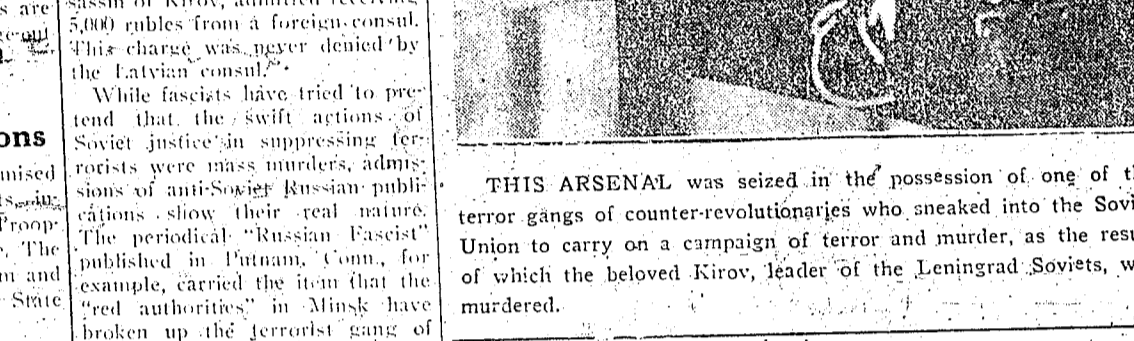 s are
ons
mised
Proop-
The
m and
State
5,000 rubles from a foreign consul.
This charge was never denied by
the Latvian consul."
While fascists have tried to pre-
tend that the swift actions of
Soviet justice in suppressing ter-
rorists were mass murders, admis-
sions of anti-Soviet Russian publi-
cations show their real nature.
The periodical "Russian Fascist"
published in Putnam, Conn., for
example, carried the item that the
"red authorities" in Minsk have
broken up the terrorist gang of
THIS ARSENAL was seized in the possession of one of t
terror gangs of counter-revolutionaries who sneaked into the Sovi
Union to carry on a campaign of terror and murder, as the resu
of which the beloved Kirov, leader of the Leningrad Soviets, w
murdered.